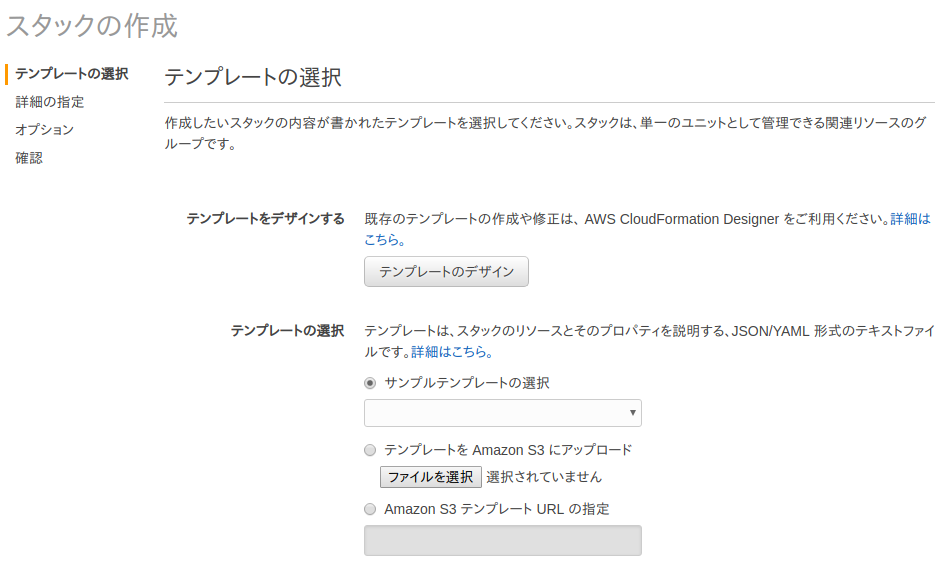 スタックの作成
テンプレートの選択
詳細の指定
オプション
確認
テンプレートの選択
作成したいスタックの内容が書かれたテンプレートを選択してください。スタックは、単一のユニットとして管理できる関連リソースのグ
ループです。
テンプレートをデザインする
既存のテンプレートの作成や修正は、 AWS CloudFormation Designer をご利用ください。詳細は
こちら。
テンプレートのデザイン
テンプレートの選択
テンプレートは、スタックのリソースとそのプロパティを説明する、JSON/YAML 形式のテキストファイ
ルです。詳細はこちら。
サンプルテンプレートの選択
テンプレートを Amazon S3 にアップロード
ファイルを選択 選択されていません
Amazon S3 テンプレート URL の指定